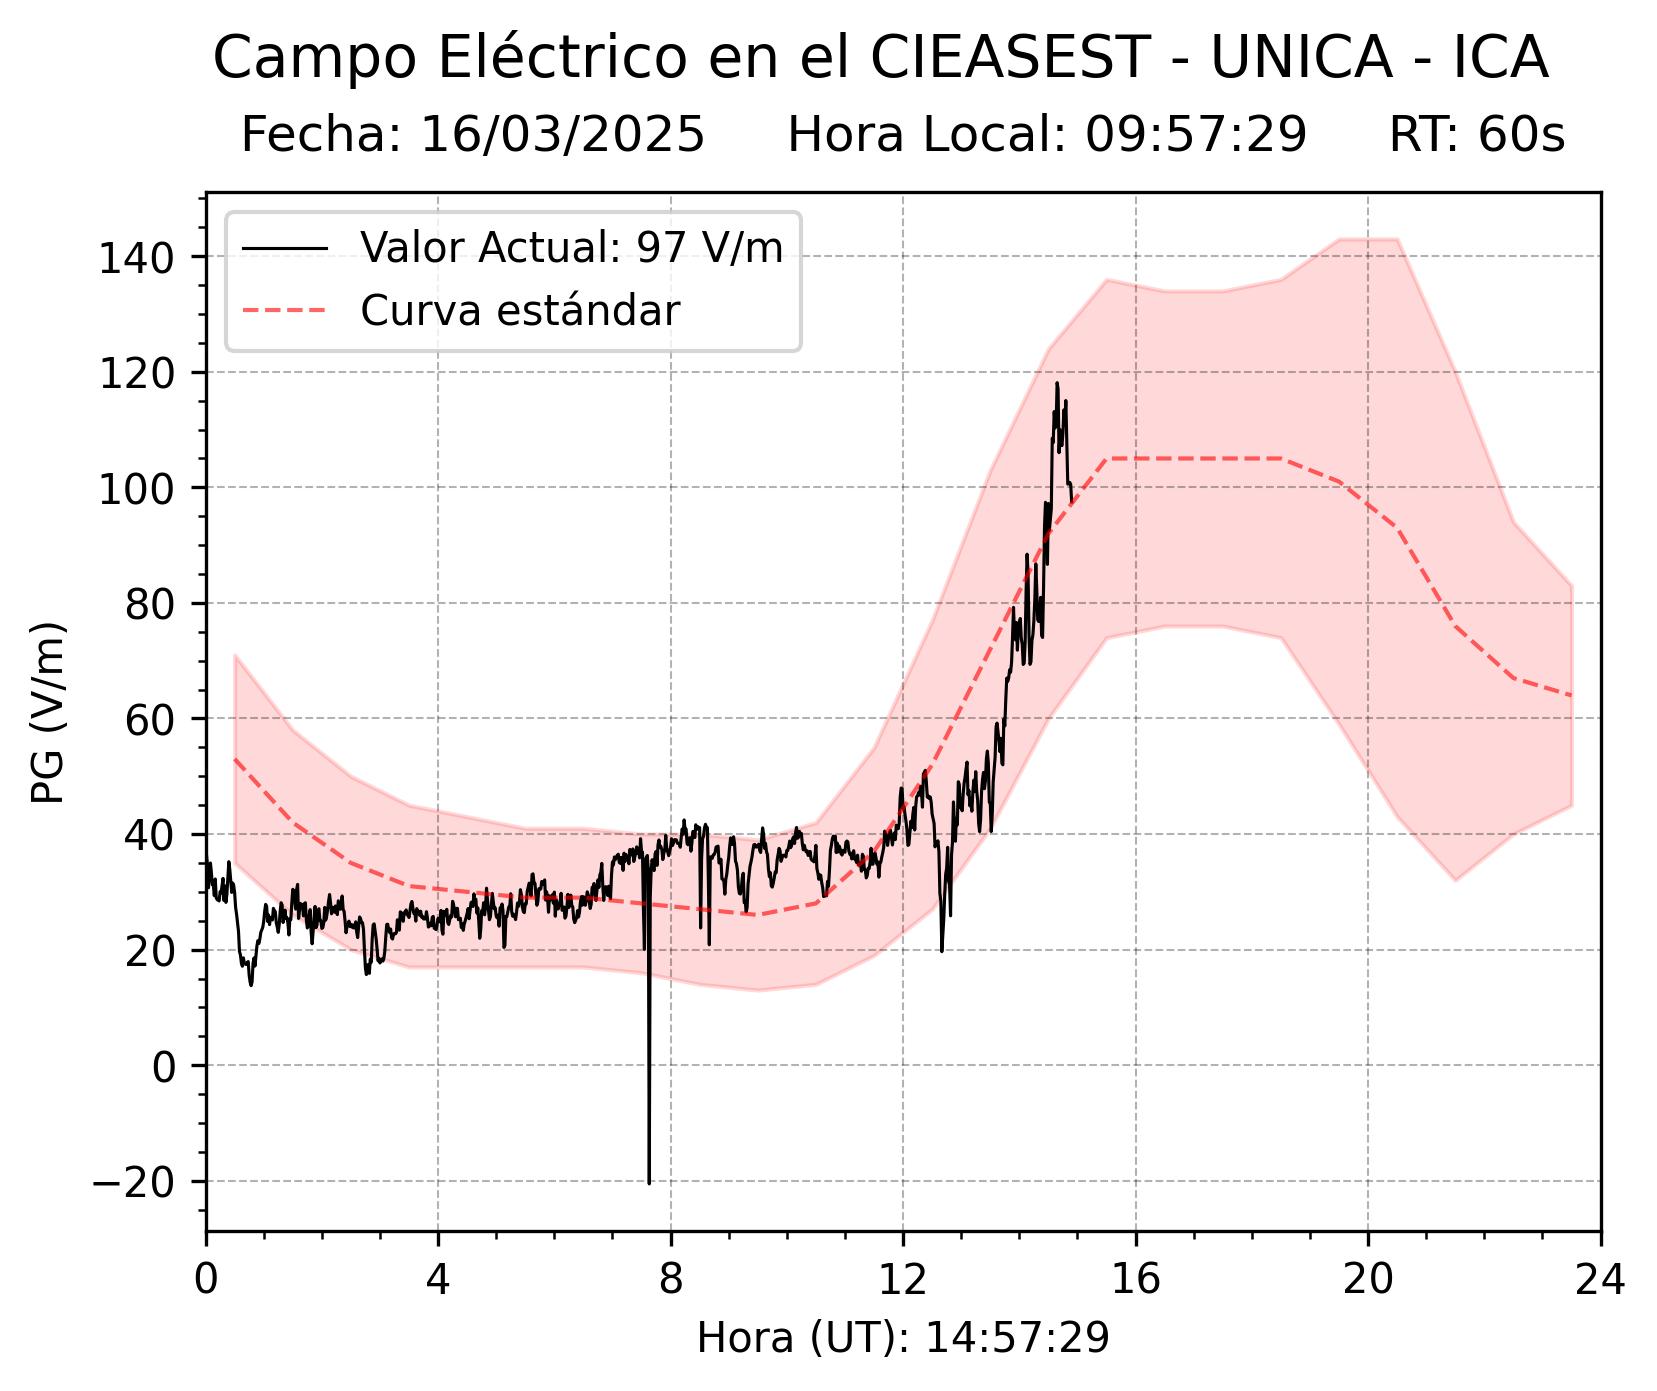 Campo Eléctrico en el CIEASEST - UNICA - ICA
Fecha: 16/03/2025 Hora Local: 09:57:29 RT: 60s
Valor Actual: 97 V/m
Curva estándar
PG (V/m)
140
120
100
80
60
40
20
0
−20
0 4 8 12 16 20 24
Hora (UT): 14:57:29